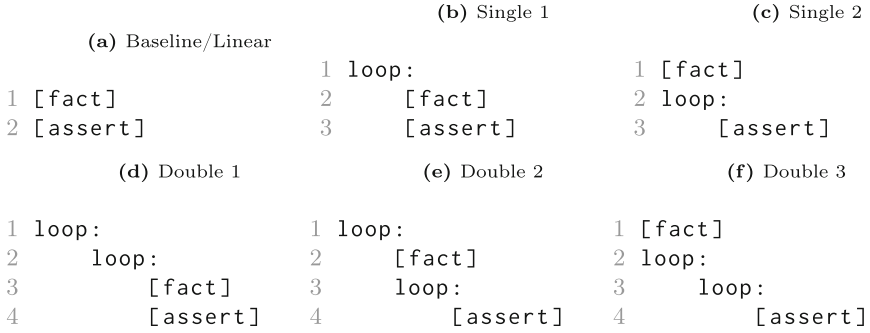 (a) Baseline/Linear
1 [fact]
2 [assert]
(b) Single 1
1 loop:
2     [fact]
3     [assert]
(c) Single 2
1 [fact]
2 loop:
3     [assert]
(d) Double 1
1 loop:
2     loop:
3         [fact]
4         [assert]
(e) Double 2
1 loop:
2     [fact]
3     loop:
4         [assert]
(f) Double 3
1 [fact]
2 loop:
3     loop:
4         [assert]